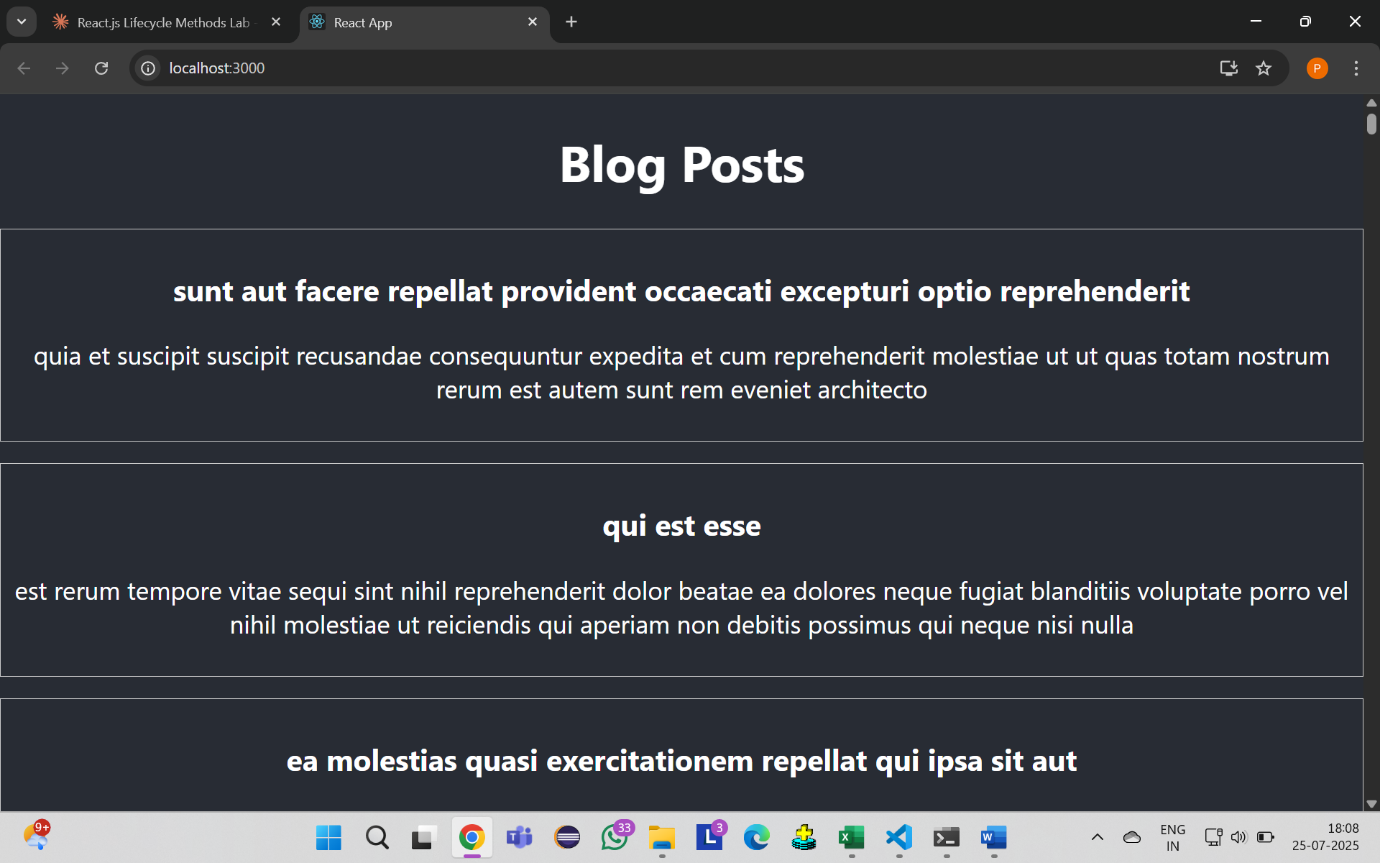 React.js Lifecycle Methods Lab -
React App
localhost:3000
P
Blog Posts
sunt aut facere repellat provident occaecati excepturi optio reprehenderit
quia et suscipit suscipit recusandae consequuntur expedita et cum reprehenderit molestiae ut ut quas totam nostrum
rerum est autem sunt rem eveniet architecto
qui est esse
est rerum tempore vitae sequi sint nihil reprehenderit dolor beatae ea dolores neque fugiat blanditiis voluptate porro vel
nihil molestiae ut reiciendis qui aperiam non debitis possimus qui neque nisi nulla
ea molestias quasi exercitationem repellat qui ipsa sit aut
9+
T
33
L
3
X
W
ENG
IN
18:08
25-07-2025